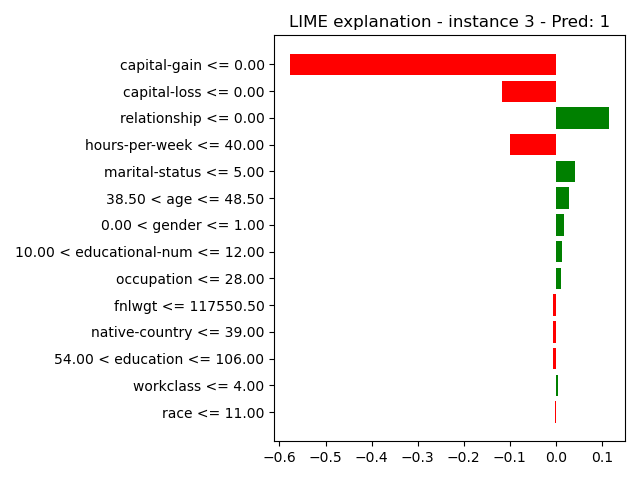 LIME explanation - instance 3 - Pred: 1
capital-gain <= 0.00
capital-loss <= 0.00
relationship <= 0.00
hours-per-week <= 40.00
marital-status <= 5.00
38.50 < age <= 48.50
0.00 < gender <= 1.00
10.00 < educational-num <= 12.00
occupation <= 28.00
fnlwgt <= 117550.50
native-country <= 39.00
54.00 < education <= 106.00
workclass <= 4.00
race <= 11.00
−0.6 −0.5 −0.4 −0.3 −0.2 −0.1 0.0 0.1